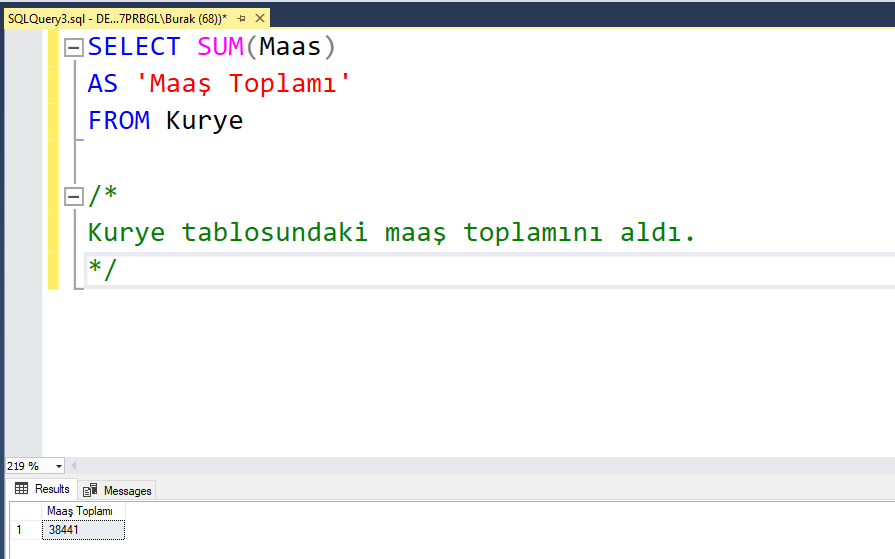 SQLQuery3.sql - DE...7PRBGL\Burak (68))*
SELECT SUM(Maas)
AS 'Maaş Toplamı'
FROM Kurye
/*
Kurye tablosundaki maaş toplamını aldı.
*/
219 %
Results Messages
Maaş Toplamı
1 38441